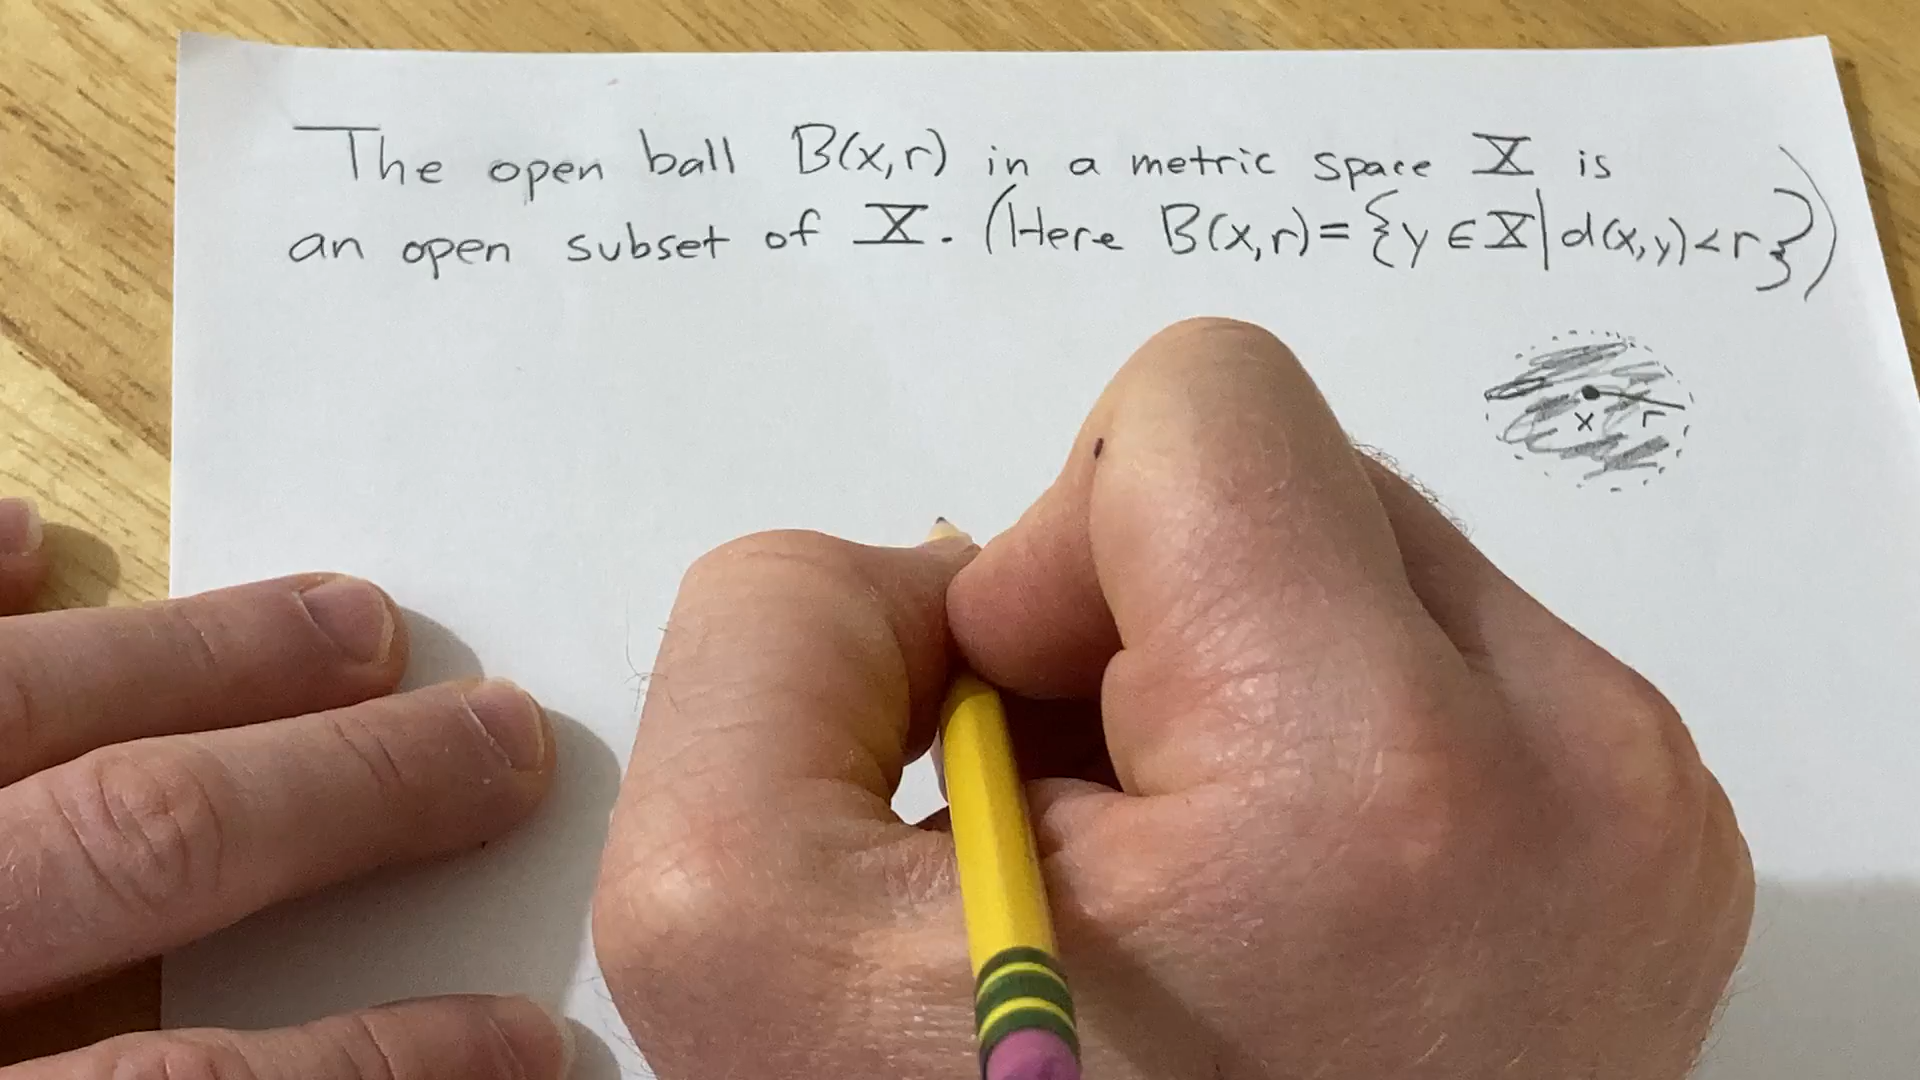 The open ball B(x,r) in a metric space X is
an open subset of X. (Here B(x,r)={y∈X|d(x,y)<r})
x r